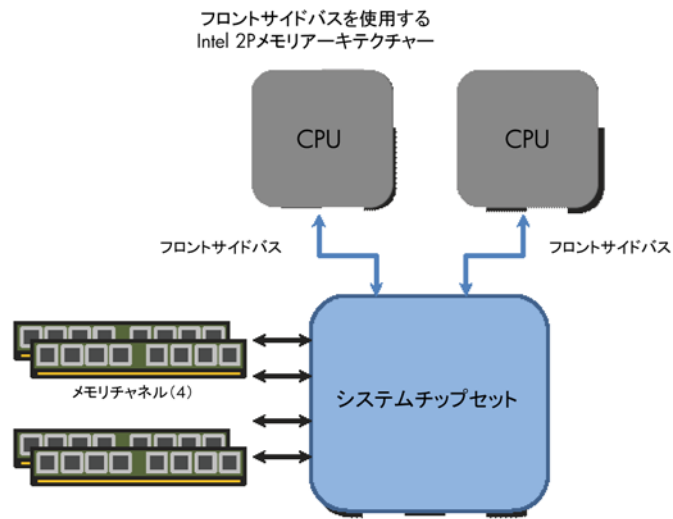 フロントサイドバスを使用する
Intel 2Pメモリアーキテクチャー
CPU
CPU
フロントサイドバス
フロントサイドバス
メモリチャネル(4)
システムチップセット